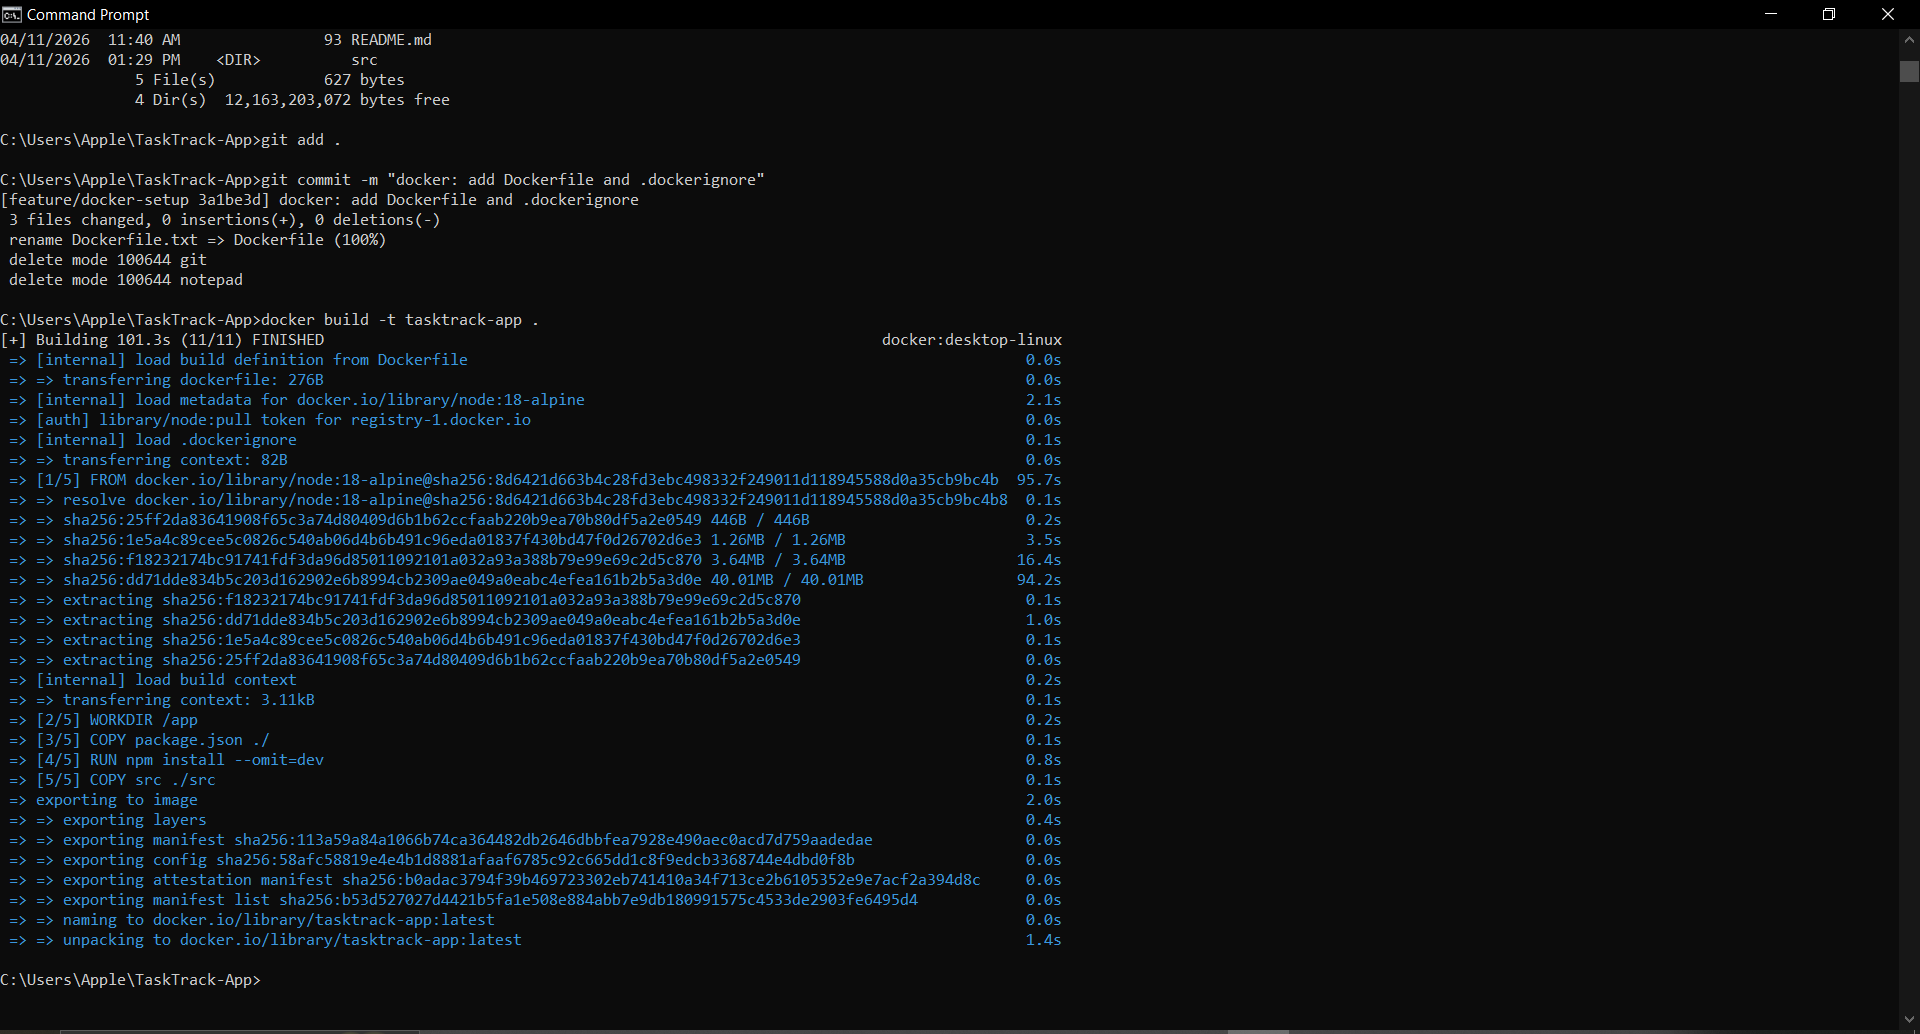 Command Prompt
04/11/2026  11:40 AM                93 README.md
04/11/2026  01:29 PM    <DIR>          src
               5 File(s)            627 bytes
               4 Dir(s)  12,163,203,072 bytes free
C:\Users\Apple\TaskTrack-App>git add .
C:\Users\Apple\TaskTrack-App>git commit -m "docker: add Dockerfile and .dockerignore"
[feature/docker-setup 3a1be3d] docker: add Dockerfile and .dockerignore
 3 files changed, 0 insertions(+), 0 deletions(-)
 rename Dockerfile.txt => Dockerfile (100%)
 delete mode 100644 git
 delete mode 100644 notepad
C:\Users\Apple\TaskTrack-App>docker build -t tasktrack-app .
[+] Building 101.3s (11/11) FINISHED                                                              docker:desktop-linux
 => [internal] load build definition from Dockerfile                                                              0.0s
 => => transferring dockerfile: 276B                                                                              0.0s
 => [internal] load metadata for docker.io/library/node:18-alpine                                                 2.1s
 => [auth] library/node:pull token for registry-1.docker.io                                                       0.0s
 => [internal] load .dockerignore                                                                                 0.1s
 => => transferring context: 82B                                                                                  0.0s
 => [1/5] FROM docker.io/library/node:18-alpine@sha256:8d6421d663b4c28fd3ebc498332f249011d118945588d0a35cb9bc4b  95.7s
 => => resolve docker.io/library/node:18-alpine@sha256:8d6421d663b4c28fd3ebc498332f249011d118945588d0a35cb9bc4b8  0.1s
 => => sha256:25ff2da83641908f65c3a74d80409d6b1b62ccfaab220b9ea70b80df5a2e0549 446B / 446B                        0.2s
 => => sha256:1e5a4c89cee5c0826c540ab06d4b6b491c96eda01837f430bd47f0d26702d6e3 1.26MB / 1.26MB                    3.5s
 => => sha256:f18232174bc91741fdf3da96d85011092101a032a93a388b79e99e69c2d5c870 3.64MB / 3.64MB                   16.4s
 => => sha256:dd71dde834b5c203d162902e6b8994cb2309ae049a0eabc4efea161b2b5a3d0e 40.01MB / 40.01MB                 94.2s
 => => extracting sha256:f18232174bc91741fdf3da96d85011092101a032a93a388b79e99e69c2d5c870                         0.1s
 => => extracting sha256:dd71dde834b5c203d162902e6b8994cb2309ae049a0eabc4efea161b2b5a3d0e                         1.0s
 => => extracting sha256:1e5a4c89cee5c0826c540ab06d4b6b491c96eda01837f430bd47f0d26702d6e3                         0.1s
 => => extracting sha256:25ff2da83641908f65c3a74d80409d6b1b62ccfaab220b9ea70b80df5a2e0549                         0.0s
 => [internal] load build context                                                                                 0.2s
 => => transferring context: 3.11kB                                                                               0.1s
 => [2/5] WORKDIR /app                                                                                            0.2s
 => [3/5] COPY package.json ./                                                                                    0.1s
 => [4/5] RUN npm install --omit=dev                                                                              0.8s
 => [5/5] COPY src ./src                                                                                          0.1s
 => exporting to image                                                                                            2.0s
 => => exporting layers                                                                                           0.4s
 => => exporting manifest sha256:113a59a84a1066b74ca364482db2646dbbfea7928e490aec0acd7d759aadedae                 0.0s
 => => exporting config sha256:58afc58819e4e4b1d8881afaaf6785c92c665dd1c8f9edcb3368744e4dbd0f8b                   0.0s
 => => exporting attestation manifest sha256:b0adac3794f39b469723302eb741410a34f713ce2b6105352e9e7acf2a394d8c     0.0s
 => => exporting manifest list sha256:b53d527027d4421b5fa1e508e884abb7e9db180991575c4533de2903fe6495d4            0.0s
 => => naming to docker.io/library/tasktrack-app:latest                                                           0.0s
 => => unpacking to docker.io/library/tasktrack-app:latest                                                        1.4s
C:\Users\Apple\TaskTrack-App>